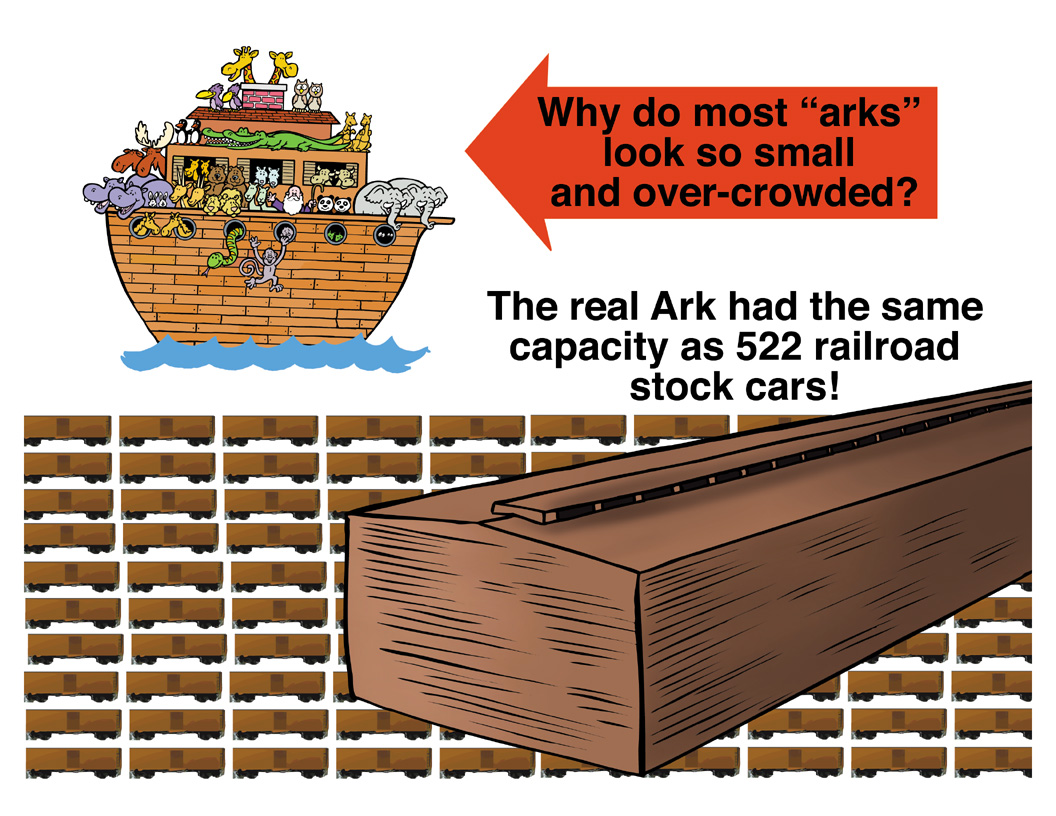 Why do most “arks”
look so small
and over-crowded?
The real Ark had the same
capacity as 522 railroad
stock cars!